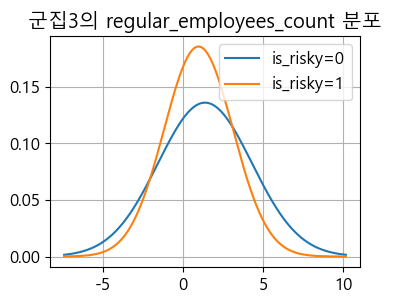 군집3의 regular_employees_count 분포
is_risky=0
is_risky=1
0.15
0.10
0.05
0.00
-5
0
5
10